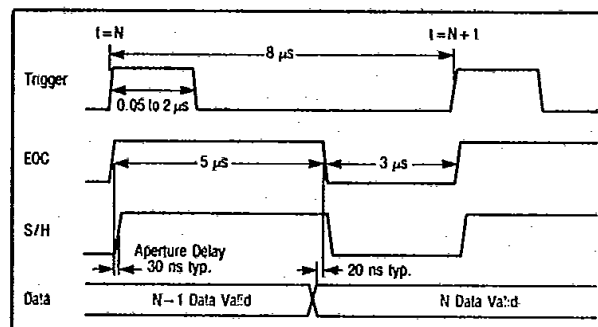 t=N
t=N+1
8 µs
Trigger
0.05 to 2 µs
EOC
5 µs
3 µs
S/H
Aperture Delay
30 ns typ.
20 ns typ.
Data
N-1 Data Valid
N Data Valid